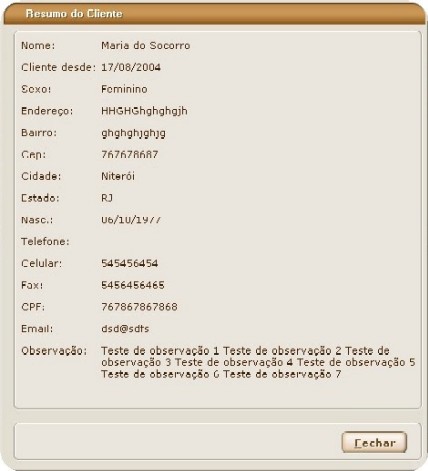 Resumo do Cliente
Nome: Maria do Socorro
Cliente desde: 17/08/2004
Sexo: Feminino
Endereço: HHGHGhghghgjh
Bairro: ghghghjghjg
Cep: 767678687
Cidade: Niterói
Estado: RJ
Nasc.: 06/10/1977
Telefone:
Celular: 545456454
Fax: 5456456465
CPF: 767867867868
Email: dsd@sdfs
Observação: Teste de observação 1 Teste de observação 2 Teste de
observação 3 Teste de observação 4 Teste de observação 5
Teste de observação 6 Teste de observação 7
Fechar